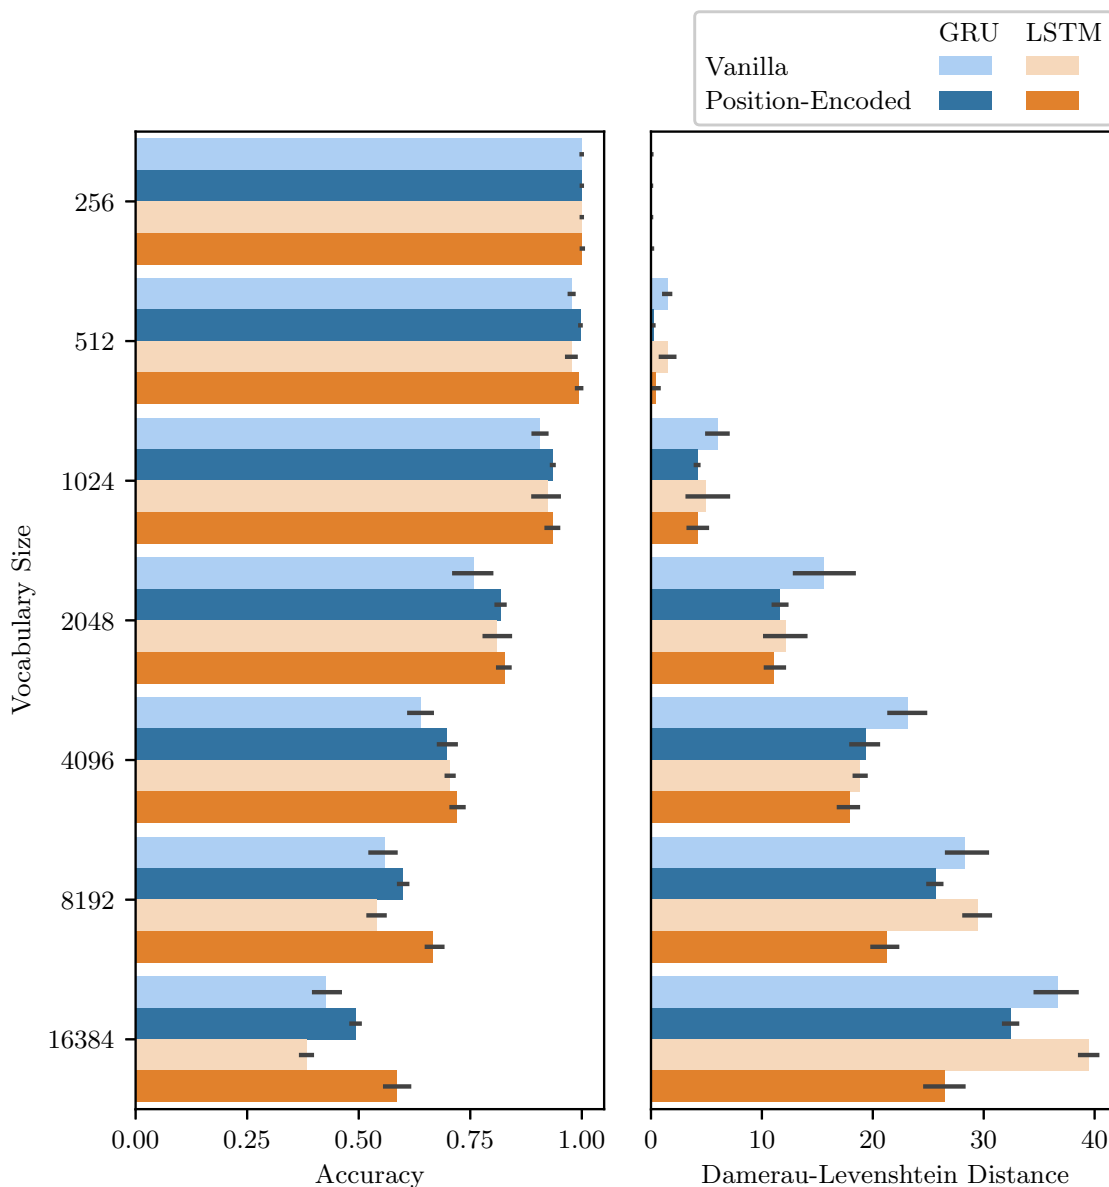 GRU LSTM
Vanilla
Position-Encoded
Vocabulary Size
256
512
1024
2048
4096
8192
16384
0.00 0.25 0.50 0.75 1.00
Accuracy
0 10 20 30 40
Damerau-Levenshtein Distance